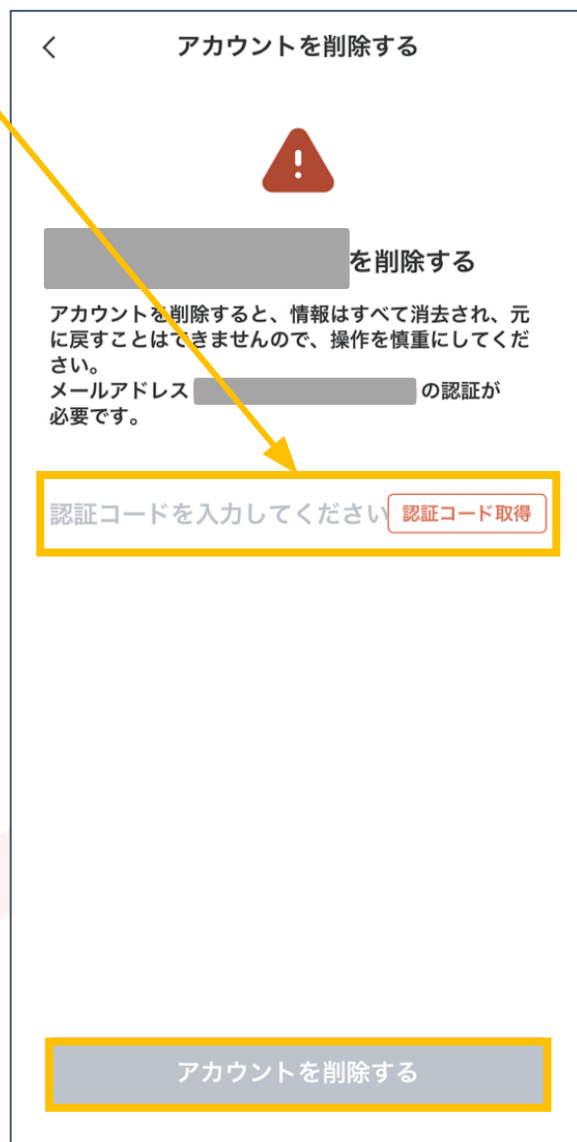 アカウントを削除する
を削除する
アカウントを削除すると、情報はすべて消去され、元
に戻すことはできませんので、操作を慎重にしてくだ
さい。
メールアドレス の認証が
必要です。
認証コードを入力してください 認証コード取得
アカウントを削除する